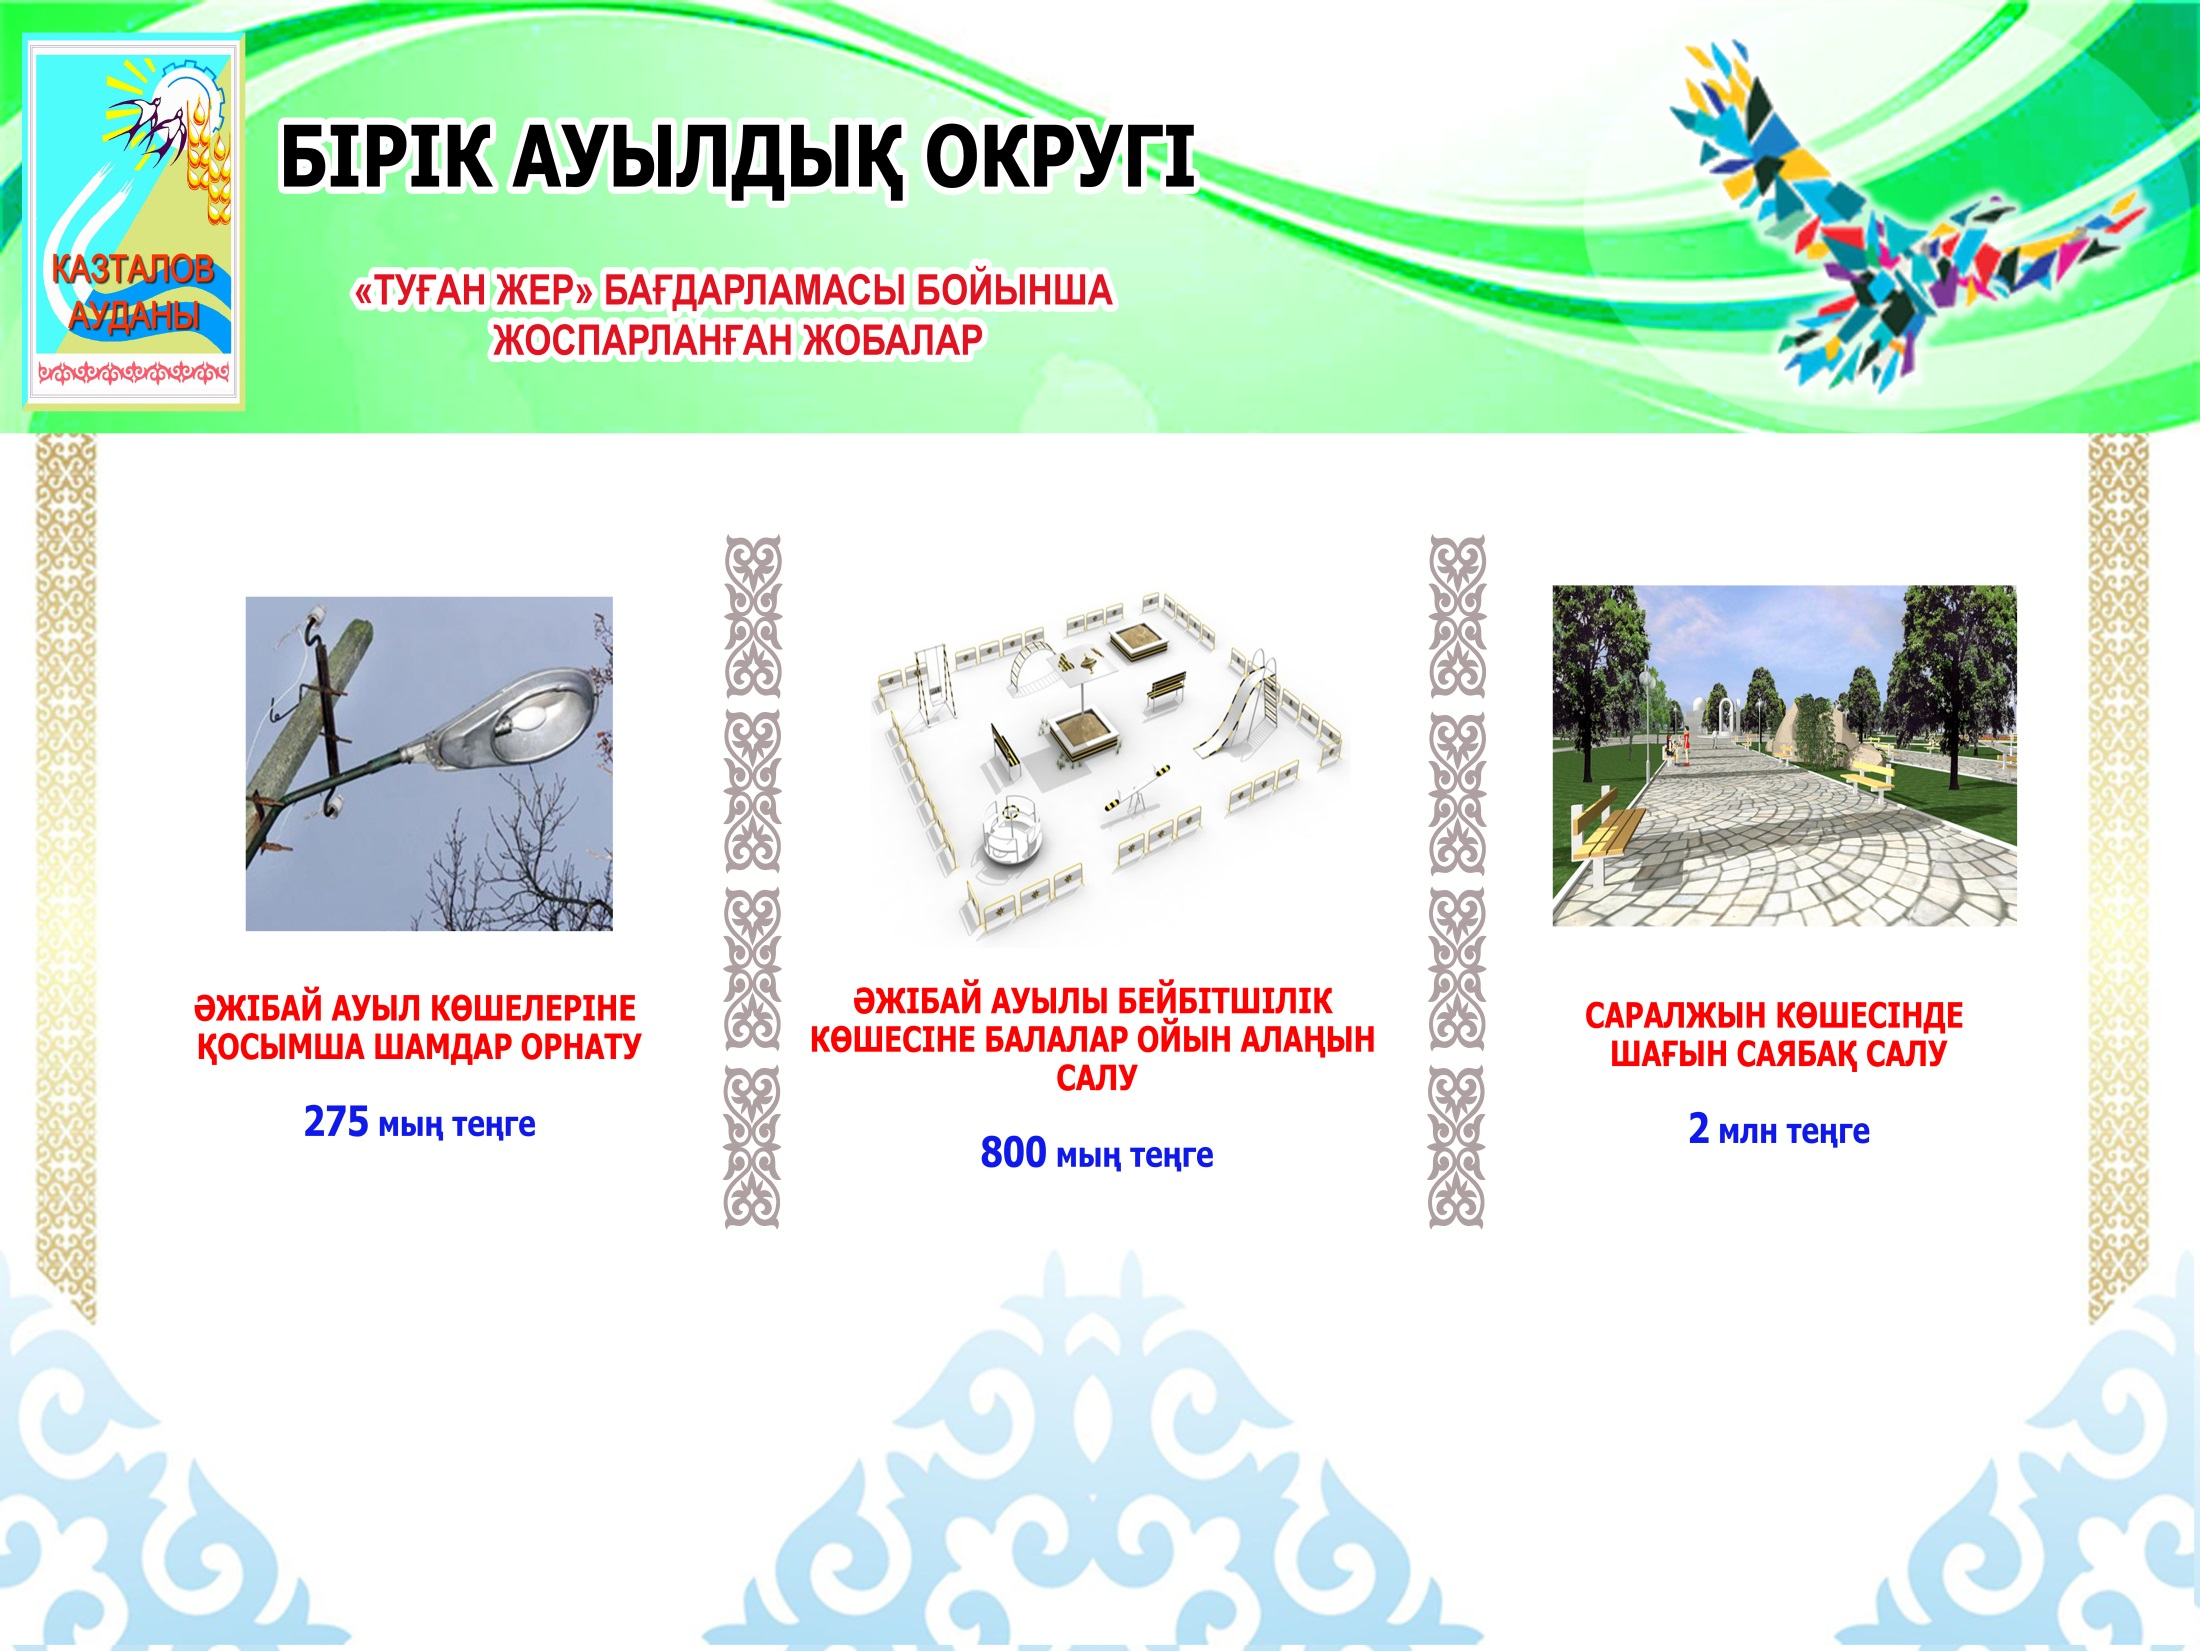 КАЗТАЛОВ
АУДАНЫ
БІРІК АУЫЛДЫҚ ОКРУГІ
«ТУҒАН ЖЕР» БАҒДАРЛАМАСЫ БОЙЫНША
ЖОСПАРЛАНҒАН ЖОБАЛАР
ӘЖІБАЙ АУЫЛ КӨШЕЛЕРІНЕ
ҚОСЫМША ШАМДАР ОРНАТУ
275 мың теңге
ӘЖІБАЙ АУЫЛЫ БЕЙБІТШІЛІК
КӨШЕСІНЕ БАЛАЛАР ОЙЫН АЛАҢЫН
САЛУ
800 мың теңге
САРАЛЖЫН КӨШЕСІНДЕ
ШАҒЫН САЯБАҚ САЛУ
2 млн теңге